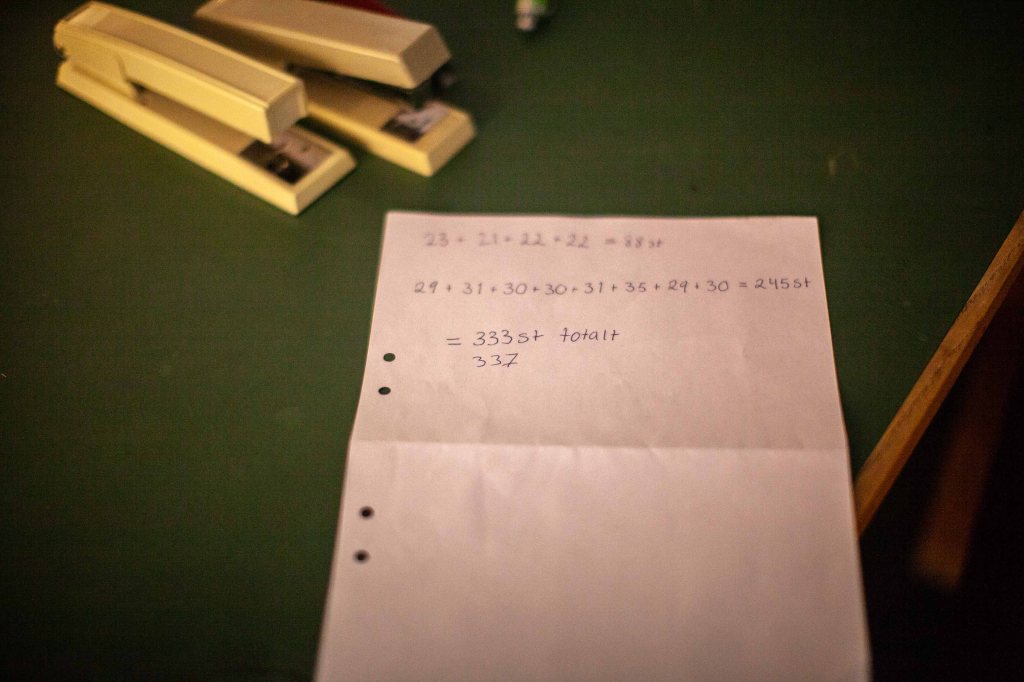 23 + 21 + 22 + 22 = 88st
29 + 31 + 30 + 30 + 31 + 35 + 29 + 30 = 245st
= 333st totalt
337